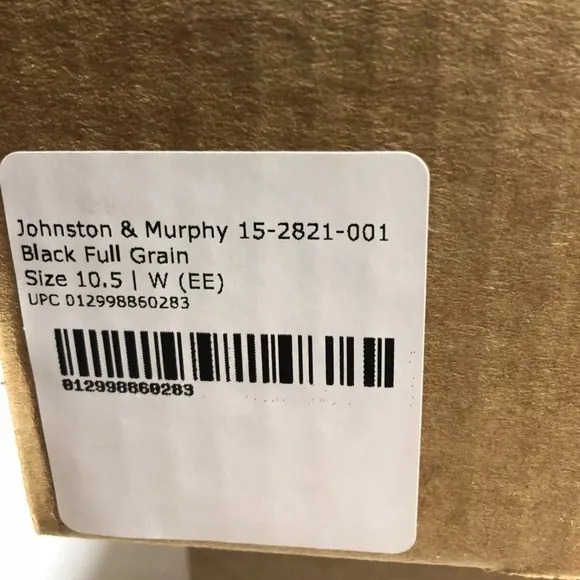 Johnston & Murphy 15-2821-001
Black Full Grain
Size 10.5 | W (EE)
UPC 012998860283
012998860283